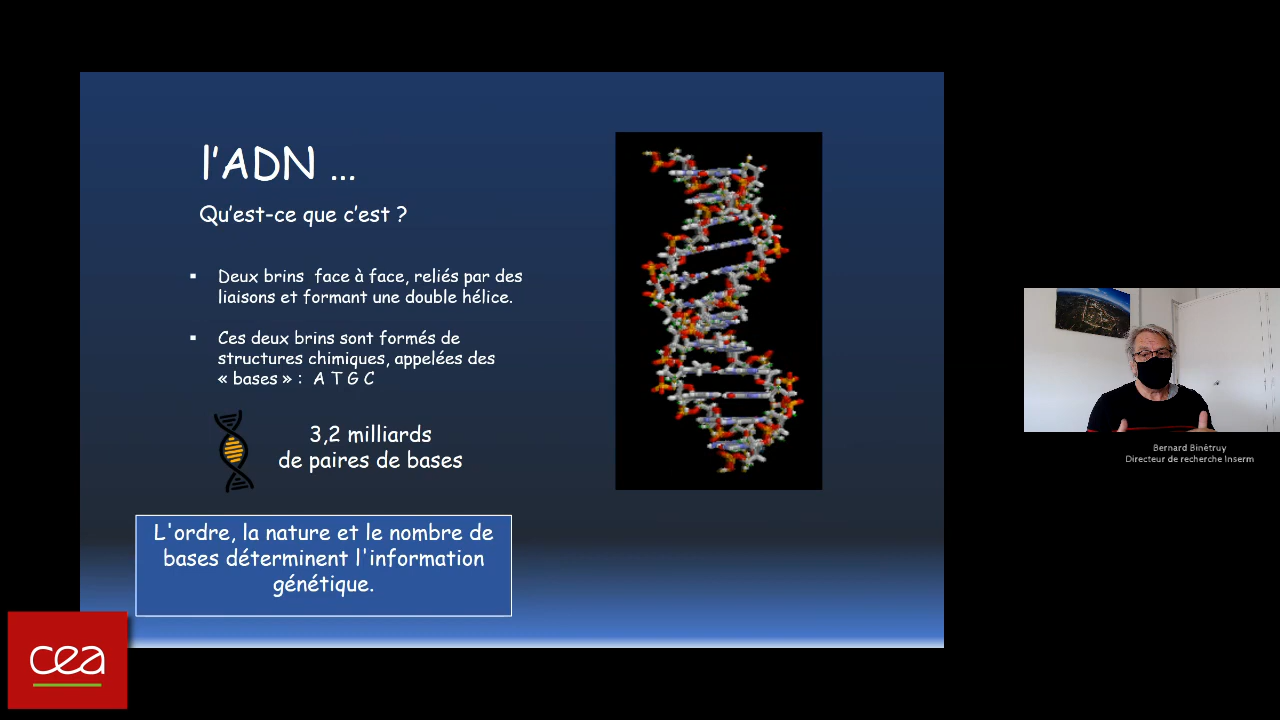 l'ADN ...
Qu'est-ce que c'est ?
▪ Deux brins face à face, reliés par des
liaisons et formant une double hélice.
▪ Ces deux brins sont formés de
structures chimiques, appelées des
« bases » : A T G C
3,2 milliards
de paires de bases
L'ordre, la nature et le nombre de
bases déterminent l'information
génétique.
cea
Bernard Binétruy
Directeur de recherche Inserm